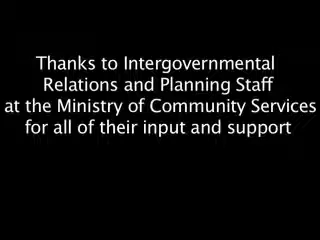 Thanks to Intergovernmental
Relations and Planning Staff
at the Ministry of Community Services
for all of their input and support